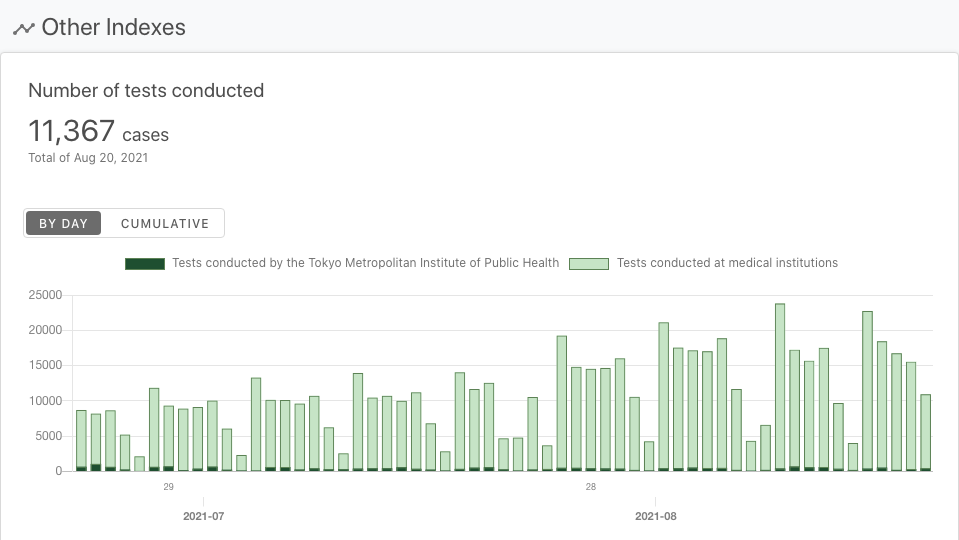 Other Indexes
Number of tests conducted
11,367 cases
Total of Aug 20, 2021
BY DAY CUMULATIVE
Tests conducted by the Tokyo Metropolitan Institute of Public Health Tests conducted at medical institutions
25000
20000
15000
10000
5000
0
29 28
2021-07 2021-08